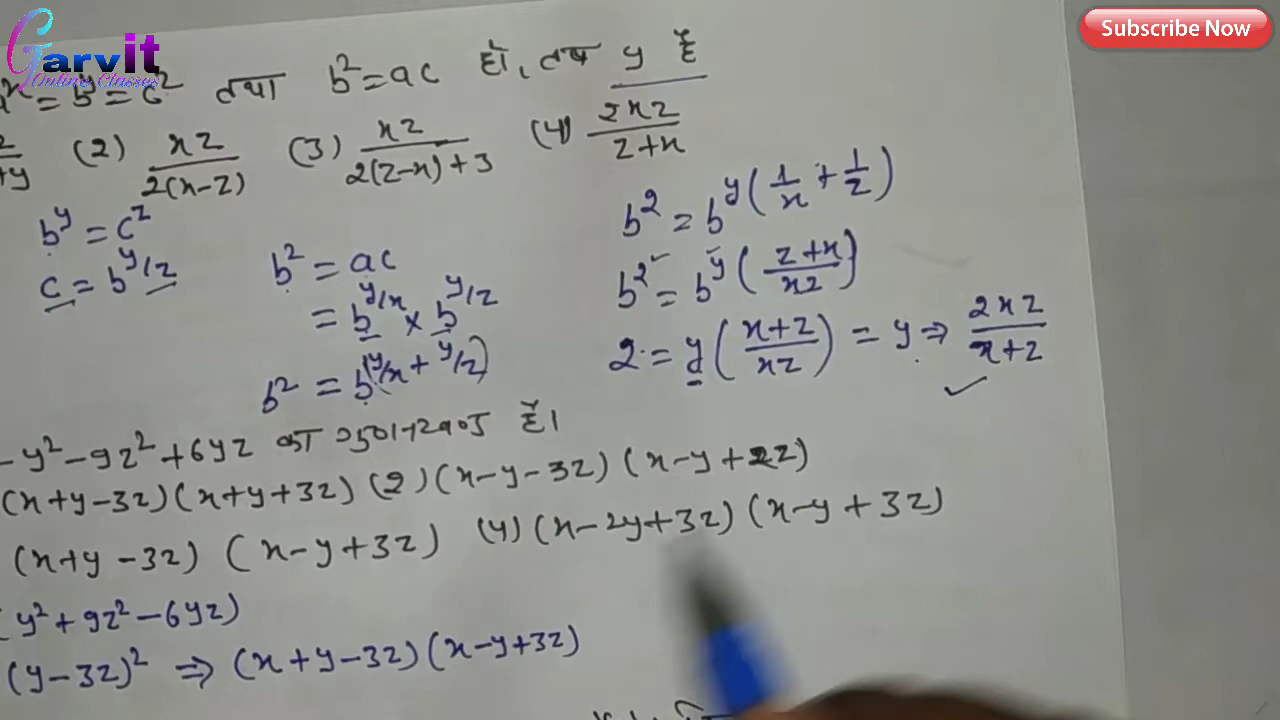 Garvit
Online Classes
Subscribe Now
a^x = b^y = c^z तथा b² = ac हो, तब y है
(2) xz/2(x-z) (3) xz/2(z-x)+3 (4) 2xz/z+x
b^y = c^z
c = b^y/z
b² = ac
= b^y/x × b^y/z
b² = b^(y/x + y/z)
b² = b^y(1/x + 1/z)
b² = b^y(z+x/xz)
2 = y(x+z/xz) = y ⇒ 2xz/x+z ✓
- y² - 9z² + 6yz का गुणनखण्ड है।
(x+y-3z)(x+y+3z) (2) (x-y-3z)(x-y+2z)
(x+y-3z) (x-y+3z) (4) (x-2y+3z)(x-y+3z)
(y² + 9z² - 6yz)
(y-3z)² ⇒ (x+y-3z)(x-y+3z)